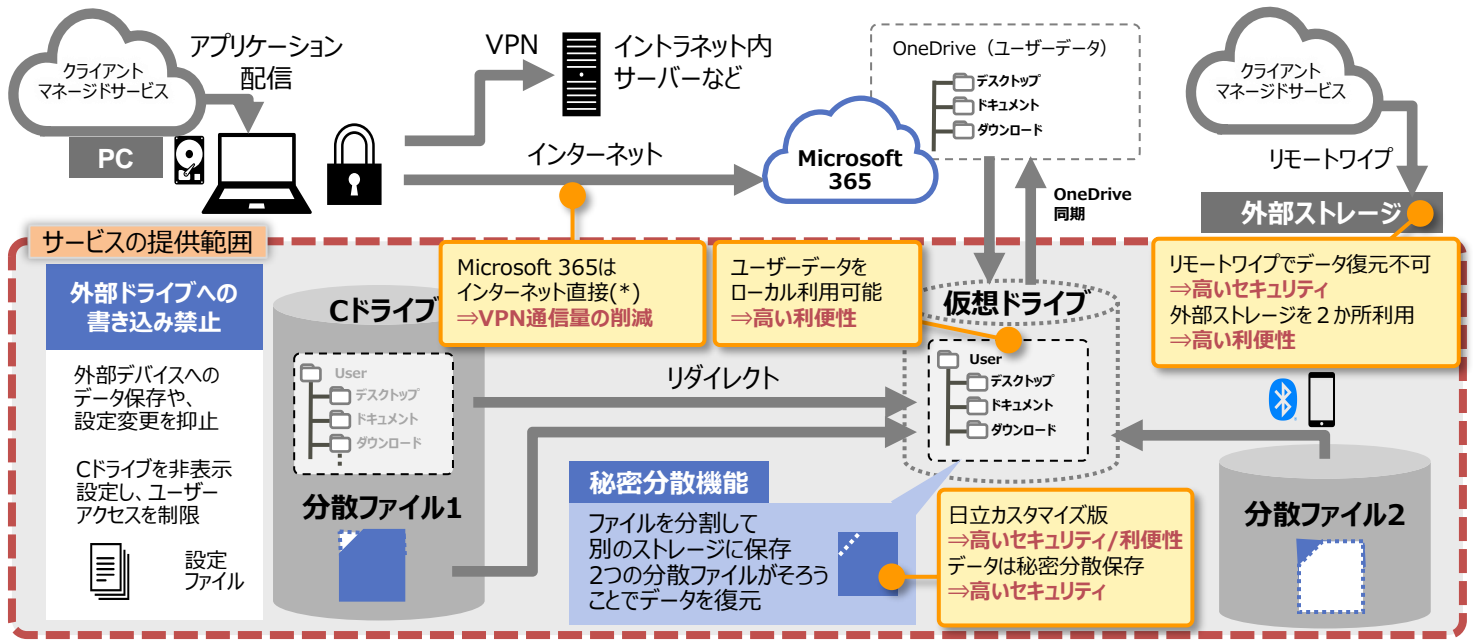 クライアント
マネージドサービス
アプリケーション
配信
PC
VPN
イントラネット内
サーバーなど
インターネット
Microsoft
365
OneDrive（ユーザーデータ）
デスクトップ
ドキュメント
ダウンロード
OneDrive
同期
クライアント
マネージドサービス
リモートワイプ
外部ストレージ
サービスの提供範囲
外部ドライブへの
書き込み禁止
外部デバイスへの
データ保存や、
設定変更を抑止
Cドライブを非表示
設定し、ユーザー
アクセスを制限
設定
ファイル
Cドライブ
User
デスクトップ
ドキュメント
ダウンロード
分散ファイル1
Microsoft 365は
インターネット直接(*)
⇒VPN通信量の削減
ユーザーデータを
ローカル利用可能
⇒高い利便性
リダイレクト
仮想ドライブ
User
デスクトップ
ドキュメント
ダウンロード
リモートワイプでデータ復元不可
⇒高いセキュリティ
外部ストレージを２か所利用
⇒高い利便性
秘密分散機能
ファイルを分割して
別のストレージに保存
2つの分散ファイルがそろう
ことでデータを復元
日立カスタマイズ版
⇒高いセキュリティ/利便性
データは秘密分散保存
⇒高いセキュリティ
分散ファイル2